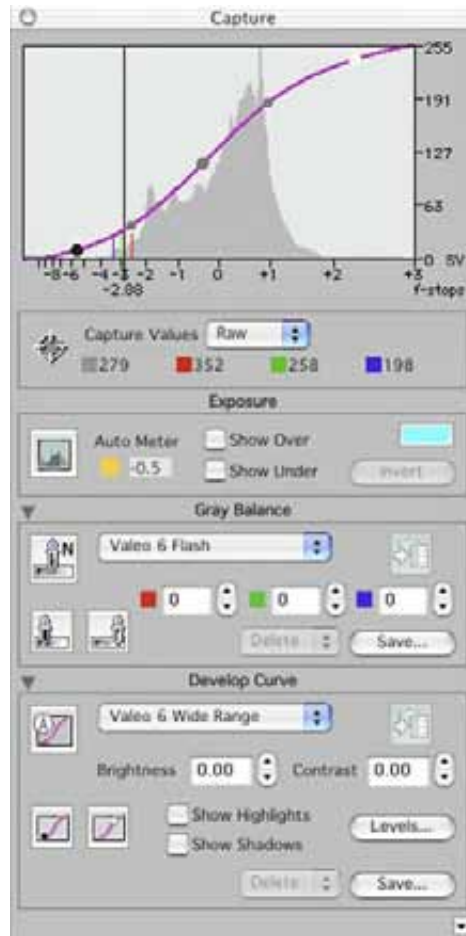 Capture
255
191
127
63
0 SV
-8 -6 -4 -3 -2 -1 0 +1 +2 +3
-2.08 f-stops
Capture Values Raw
279 352 258 198
Exposure
Auto Meter Show Over
-0.5 Show Under Invert
Gray Balance
N Valeo 6 Flash
0 0 0
Delete Save...
Develop Curve
A Valeo 6 Wide Range
Brightness 0.00 Contrast 0.00
Show Highlights
Levels...
Show Shadows
Delete Save...